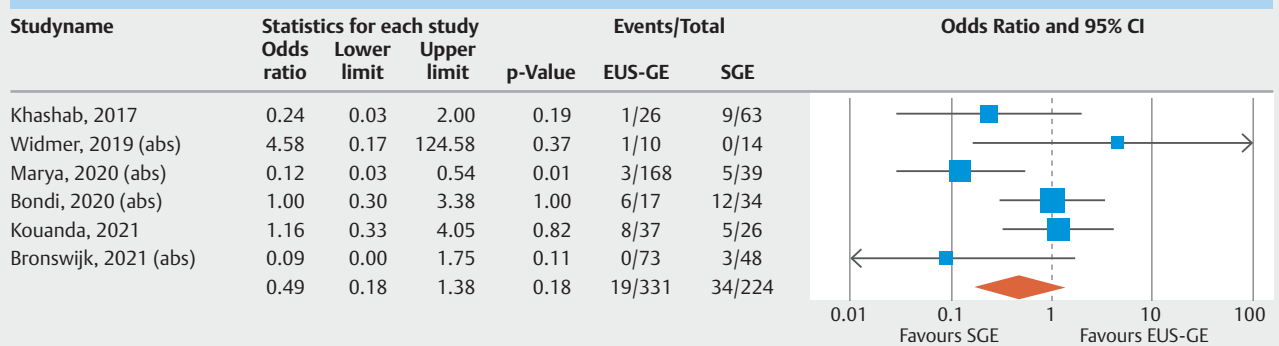 Studyname Statistics for each study Events/Total Odds Ratio and 95% CI
Odds Lower Upper
ratio limit limit p-Value EUS-GE SGE
Khashab, 2017 0.24 0.03 2.00 0.19 1/26 9/63
Widmer, 2019 (abs) 4.58 0.17 124.58 0.37 1/10 0/14
Marya, 2020 (abs) 0.12 0.03 0.54 0.01 3/168 5/39
Bondi, 2020 (abs) 1.00 0.30 3.38 1.00 6/17 12/34
Kouanda, 2021 1.16 0.33 4.05 0.82 8/37 5/26
Bronswijk, 2021 (abs) 0.09 0.00 1.75 0.11 0/73 3/48
0.49 0.18 1.38 0.18 19/331 34/224
0.01 0.1 1 10 100
Favours SGE Favours EUS-GE